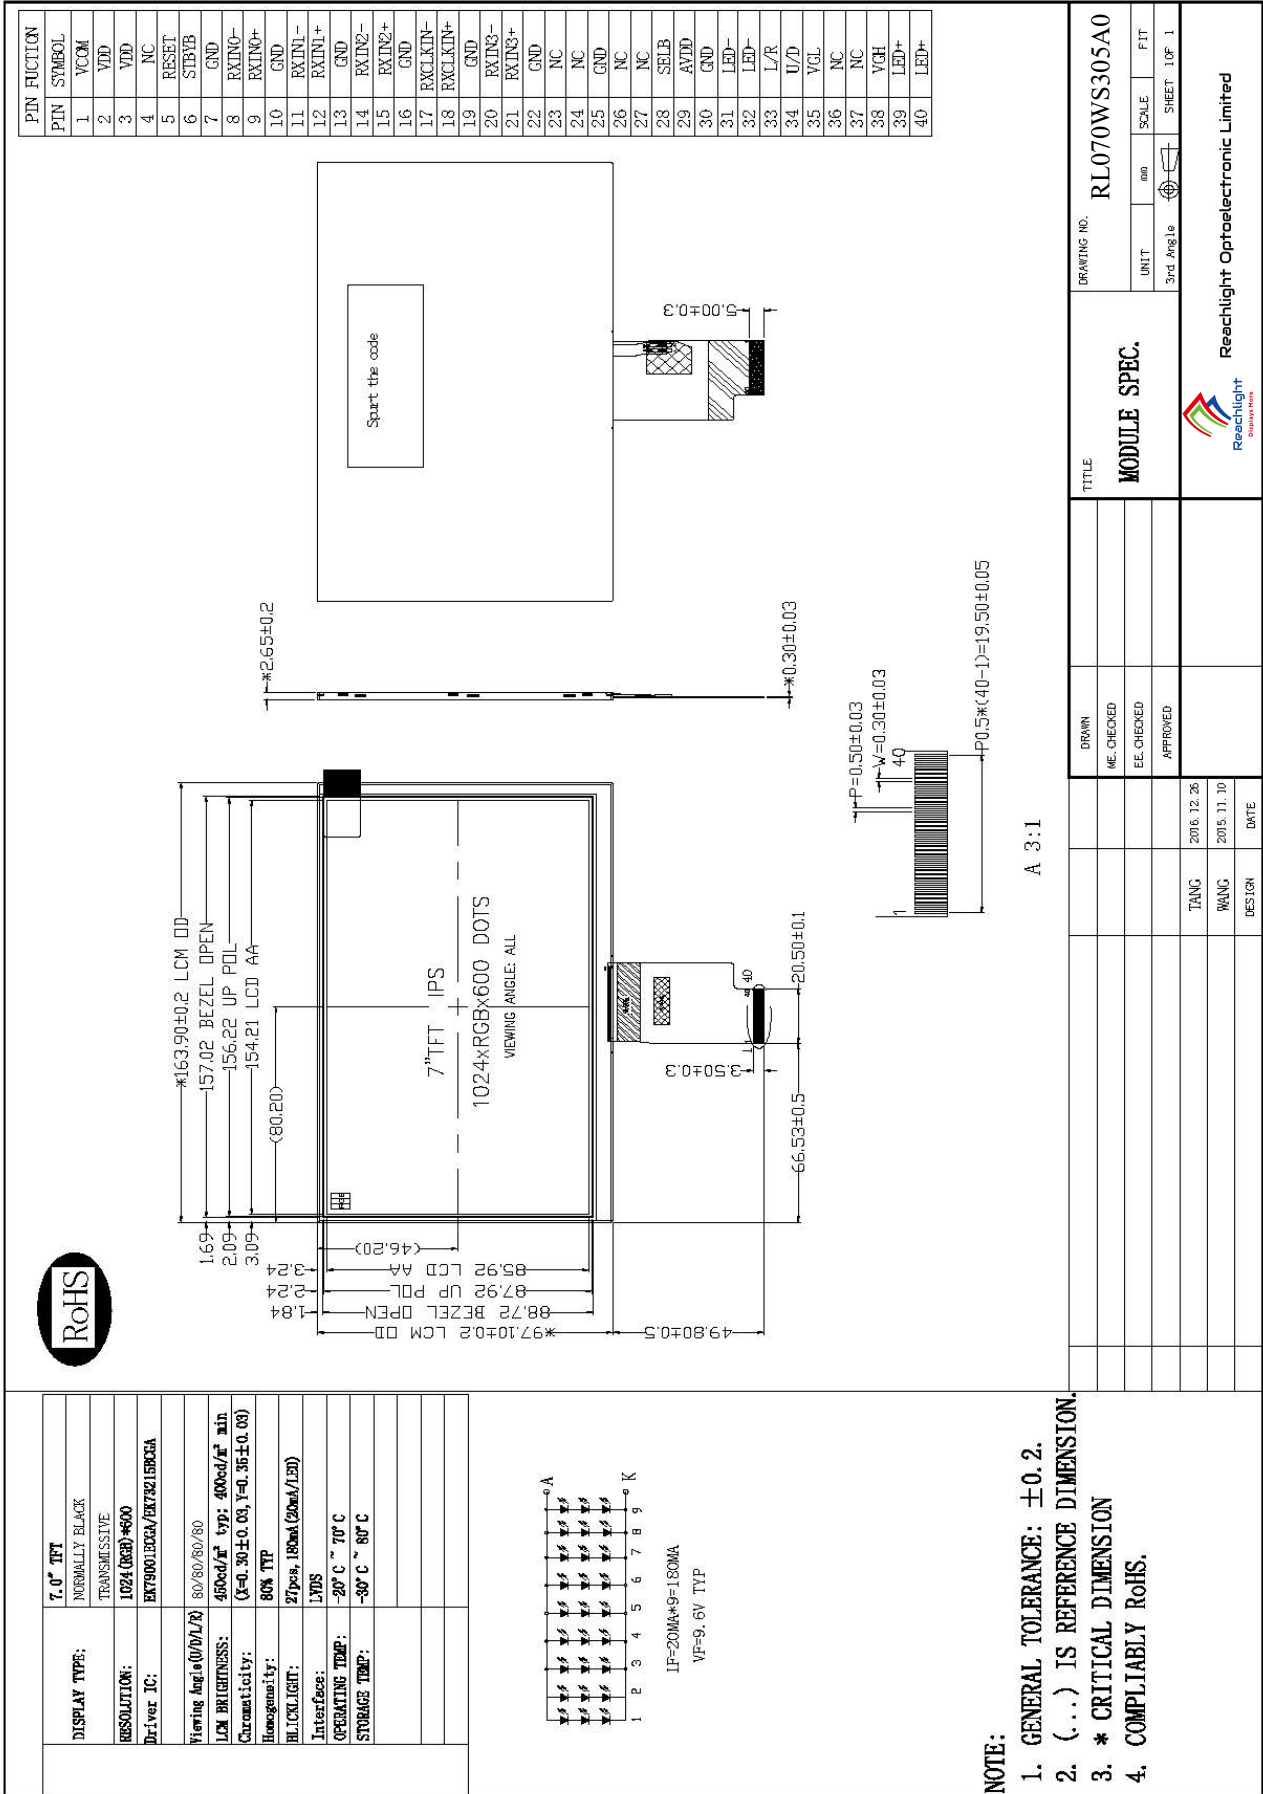 DISPLAY TYPE: 7.0" TFT
NORMALLY BLACK
TRANSMISSIVE
RESOLUTION: 1024(RGB)*600
Driver IC: EK79001BCGA/EK73215BCGA
Viewing Angle(U/D/L/R) 80/80/80/80
LCM BRIGHTNESS: 450cd/m² typ; 400cd/m² min
Chromaticity: (X=0.30±0.03,Y=0.35±0.03)
Homogeneity: 80% TYP
BLICKLIGHT: 27pcs,180mA(20mA/LED)
Interface: LVDS
OPERATING TEMP: -20°C ~ 70°C
STORAGE TEMP: -30°C ~ 80°C
A
K
1 2 3 4 5 6 7 8 9
IF=20MA*9=180MA
VF=9.6V TYP
NOTE:
1. GENERAL TOLERANCE: ±0.2.
2. (...) IS REFERENCE DIMENSION.
3. * CRITICAL DIMENSION
4. COMPLIABLY RoHS.
RoHS
*163.90±0.2 LCM OD
157.02 BEZEL OPEN
156.22 UP POL
154.21 LCD AA
(80.20)
1.69
2.09
3.09
*97.10±0.2 LCM OD
88.72 BEZEL OPEN
87.92 UP POL
85.92 LCD AA
(46.20)
1.84
2.24
3.24
49.80±0.5
7"TFT IPS
1024xRGBx600 DOTS
VIEWING ANGLE: ALL
RGB
3.50±0.3
1
40
66.53±0.5
20.50±0.1
*2.65±0.2
*0.30±0.03
P=0.50±0.03
W=0.30±0.03
1
40
P0.5*(40-1)=19.50±0.05
A 3:1
Spurt the code
5.00±0.3
PIN FUCTION
PIN SYMBOL
1 VCOM
2 VDD
3 VDD
4 NC
5 RESET
6 STBYB
7 GND
8 RXIN0-
9 RXIN0+
10 GND
11 RXIN1-
12 RXIN1+
13 GND
14 RXIN2-
15 RXIN2+
16 GND
17 RXCLKIN-
18 RXCLKIN+
19 GND
20 RXIN3-
21 RXIN3+
22 GND
23 NC
24 NC
25 GND
26 NC
27 NC
28 SELB
29 AVDD
30 GND
31 LED-
32 LED-
33 L/R
34 U/D
35 VGL
36 NC
37 NC
38 VGH
39 LED+
40 LED+
TANG 2016.12.26
WANG 2015.11.10
DESIGN DATE
DRAWN
ME.CHECKED
EE.CHECKED
APPROVED
TITLE
MODULE SPEC.
DRAWING NO.
RL070WS305A0
UNIT mm SCALE FIT
3rd Angle SHEET 1OF 1
Reachlight
Displays More
Reachlight Optoelectronic Limited